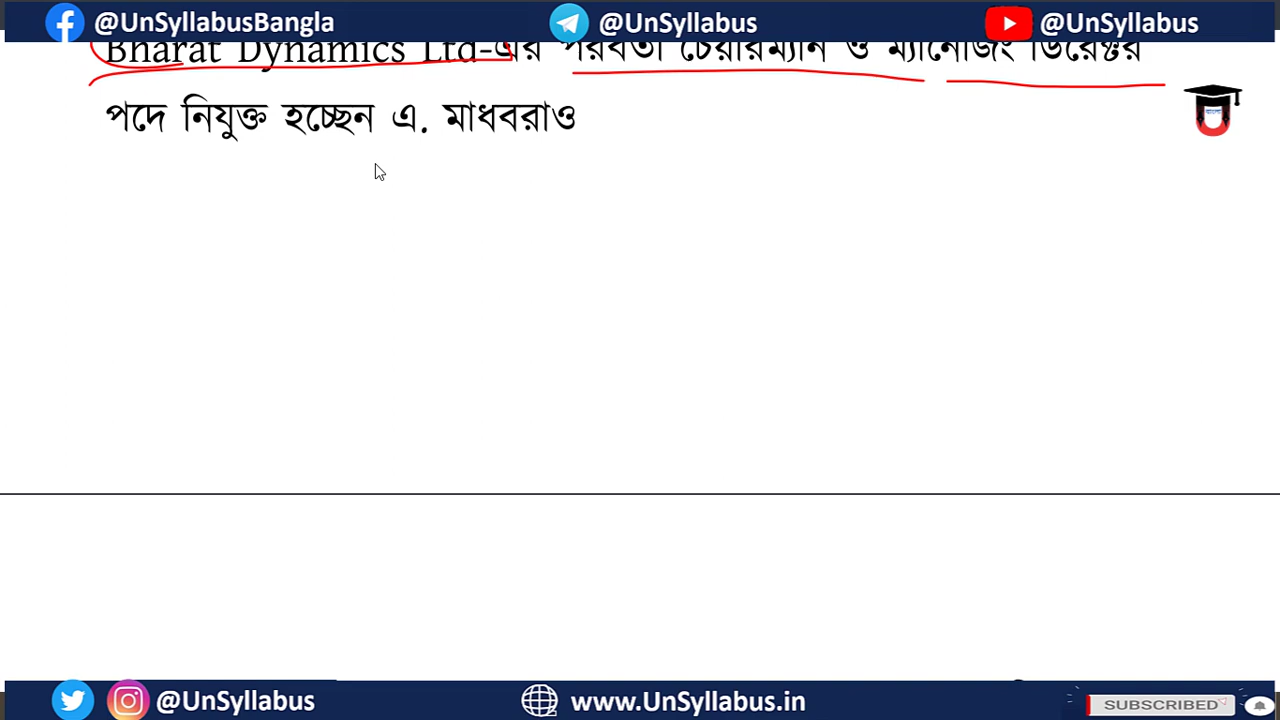 @UnSyllabusBangla @UnSyllabus @UnSyllabus
Bharat Dynamics Ltd-এর পরবর্তী চেয়ারম্যান ও ম্যানেজিং ডিরেক্টর
পদে নিযুক্ত হচ্ছেন এ. মাধবরাও
@UnSyllabus www.UnSyllabus.in SUBSCRIBED